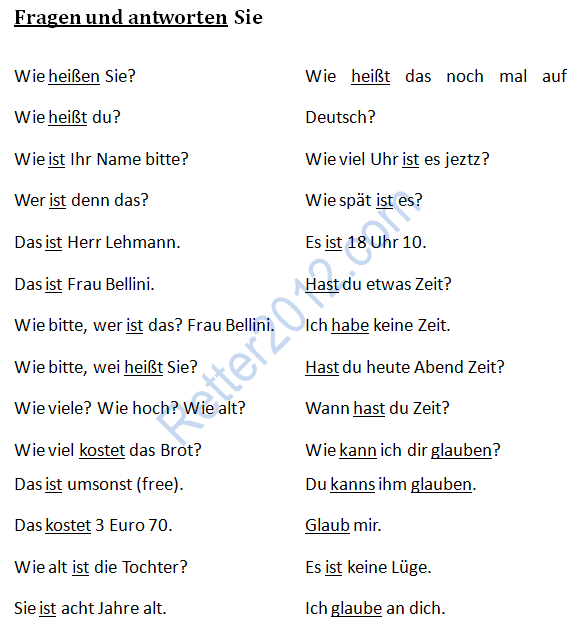 Fragen und antworten Sie
Wie heißen Sie?
Wie heißt du?
Wie ist Ihr Name bitte?
Wer ist denn das?
Das ist Herr Lehmann.
Das ist Frau Bellini.
Wie bitte, wer ist das? Frau Bellini.
Wie bitte, wei heißt Sie?
Wie viele? Wie hoch? Wie alt?
Wie viel kostet das Brot?
Das ist umsonst (free).
Das kostet 3 Euro 70.
Wie alt ist die Tochter?
Sie ist acht Jahre alt.
Wie heißt das noch mal auf
Deutsch?
Wie viel Uhr ist es jeztz?
Wie spät ist es?
Es ist 18 Uhr 10.
Hast du etwas Zeit?
Ich habe keine Zeit.
Hast du heute Abend Zeit?
Wann hast du Zeit?
Wie kann ich dir glauben?
Du kanns ihm glauben.
Glaub mir.
Es ist keine Lüge.
Ich glaube an dich.
Retter2012.com